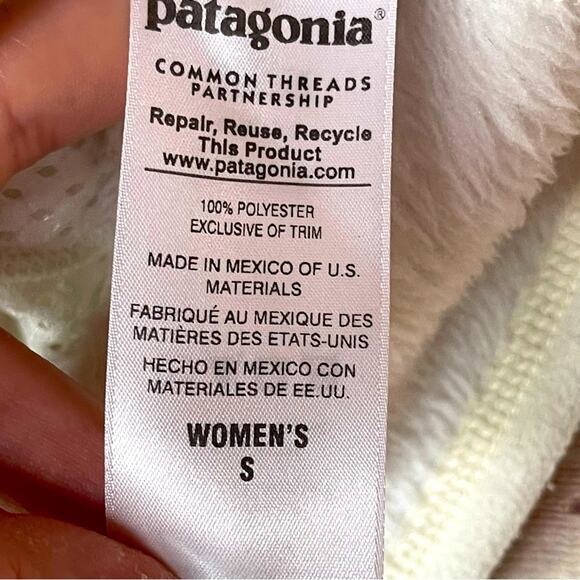 patagonia®
COMMON THREADS
PARTNERSHIP
Repair, Reuse, Recycle
This Product
www.patagonia.com
100% POLYESTER
EXCLUSIVE OF TRIM
MADE IN MEXICO OF U.S.
MATERIALS
FABRIQUÉ AU MEXIQUE DES
MATIÈRES DES ETATS-UNIS
HECHO EN MEXICO CON
MATERIALES DE EE.UU.
WOMEN'S
S